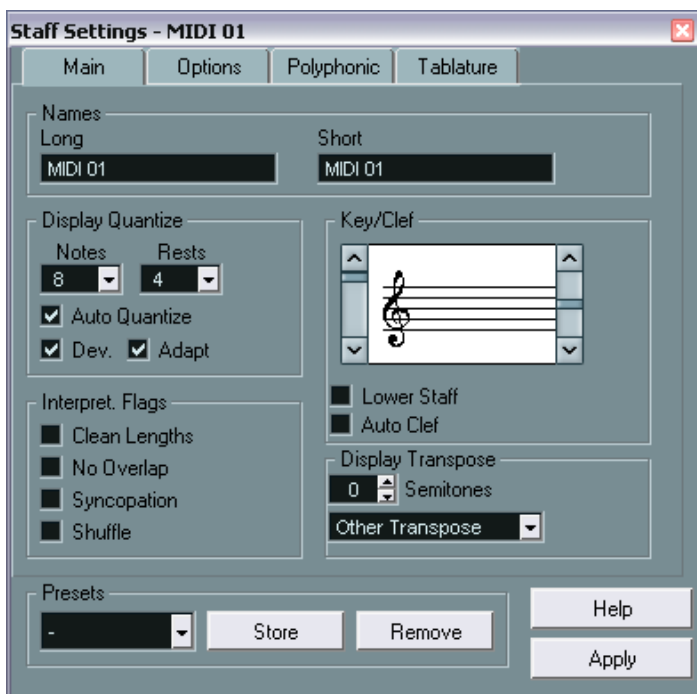 Staff Settings - MIDI 01
Main Options Polyphonic Tablature
Names
Long Short
MIDI 01 MIDI 01
Display Quantize
Notes Rests
8 4
Auto Quantize
Dev. Adapt
Key/Clef
Lower Staff
Auto Clef
Interpret. Flags
Clean Lengths
No Overlap
Syncopation
Shuffle
Display Transpose
0 Semitones
Other Transpose
Presets
- Store Remove
Help
Apply